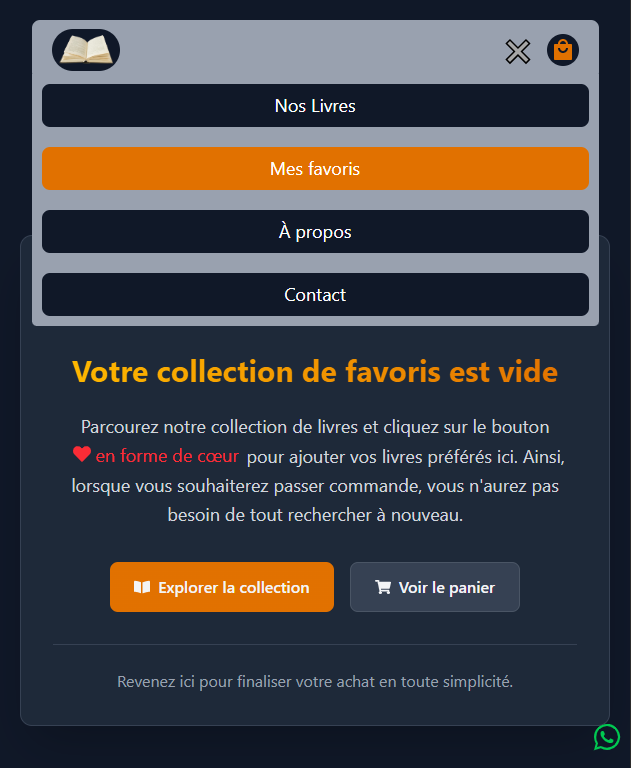 Nos Livres
Mes favoris
À propos
Contact
Votre collection de favoris est vide
Parcourez notre collection de livres et cliquez sur le bouton
en forme de cœur pour ajouter vos livres préférés ici. Ainsi,
lorsque vous souhaiterez passer commande, vous n'aurez pas
besoin de tout rechercher à nouveau.
Explorer la collection
Voir le panier
Revenez ici pour finaliser votre achat en toute simplicité.